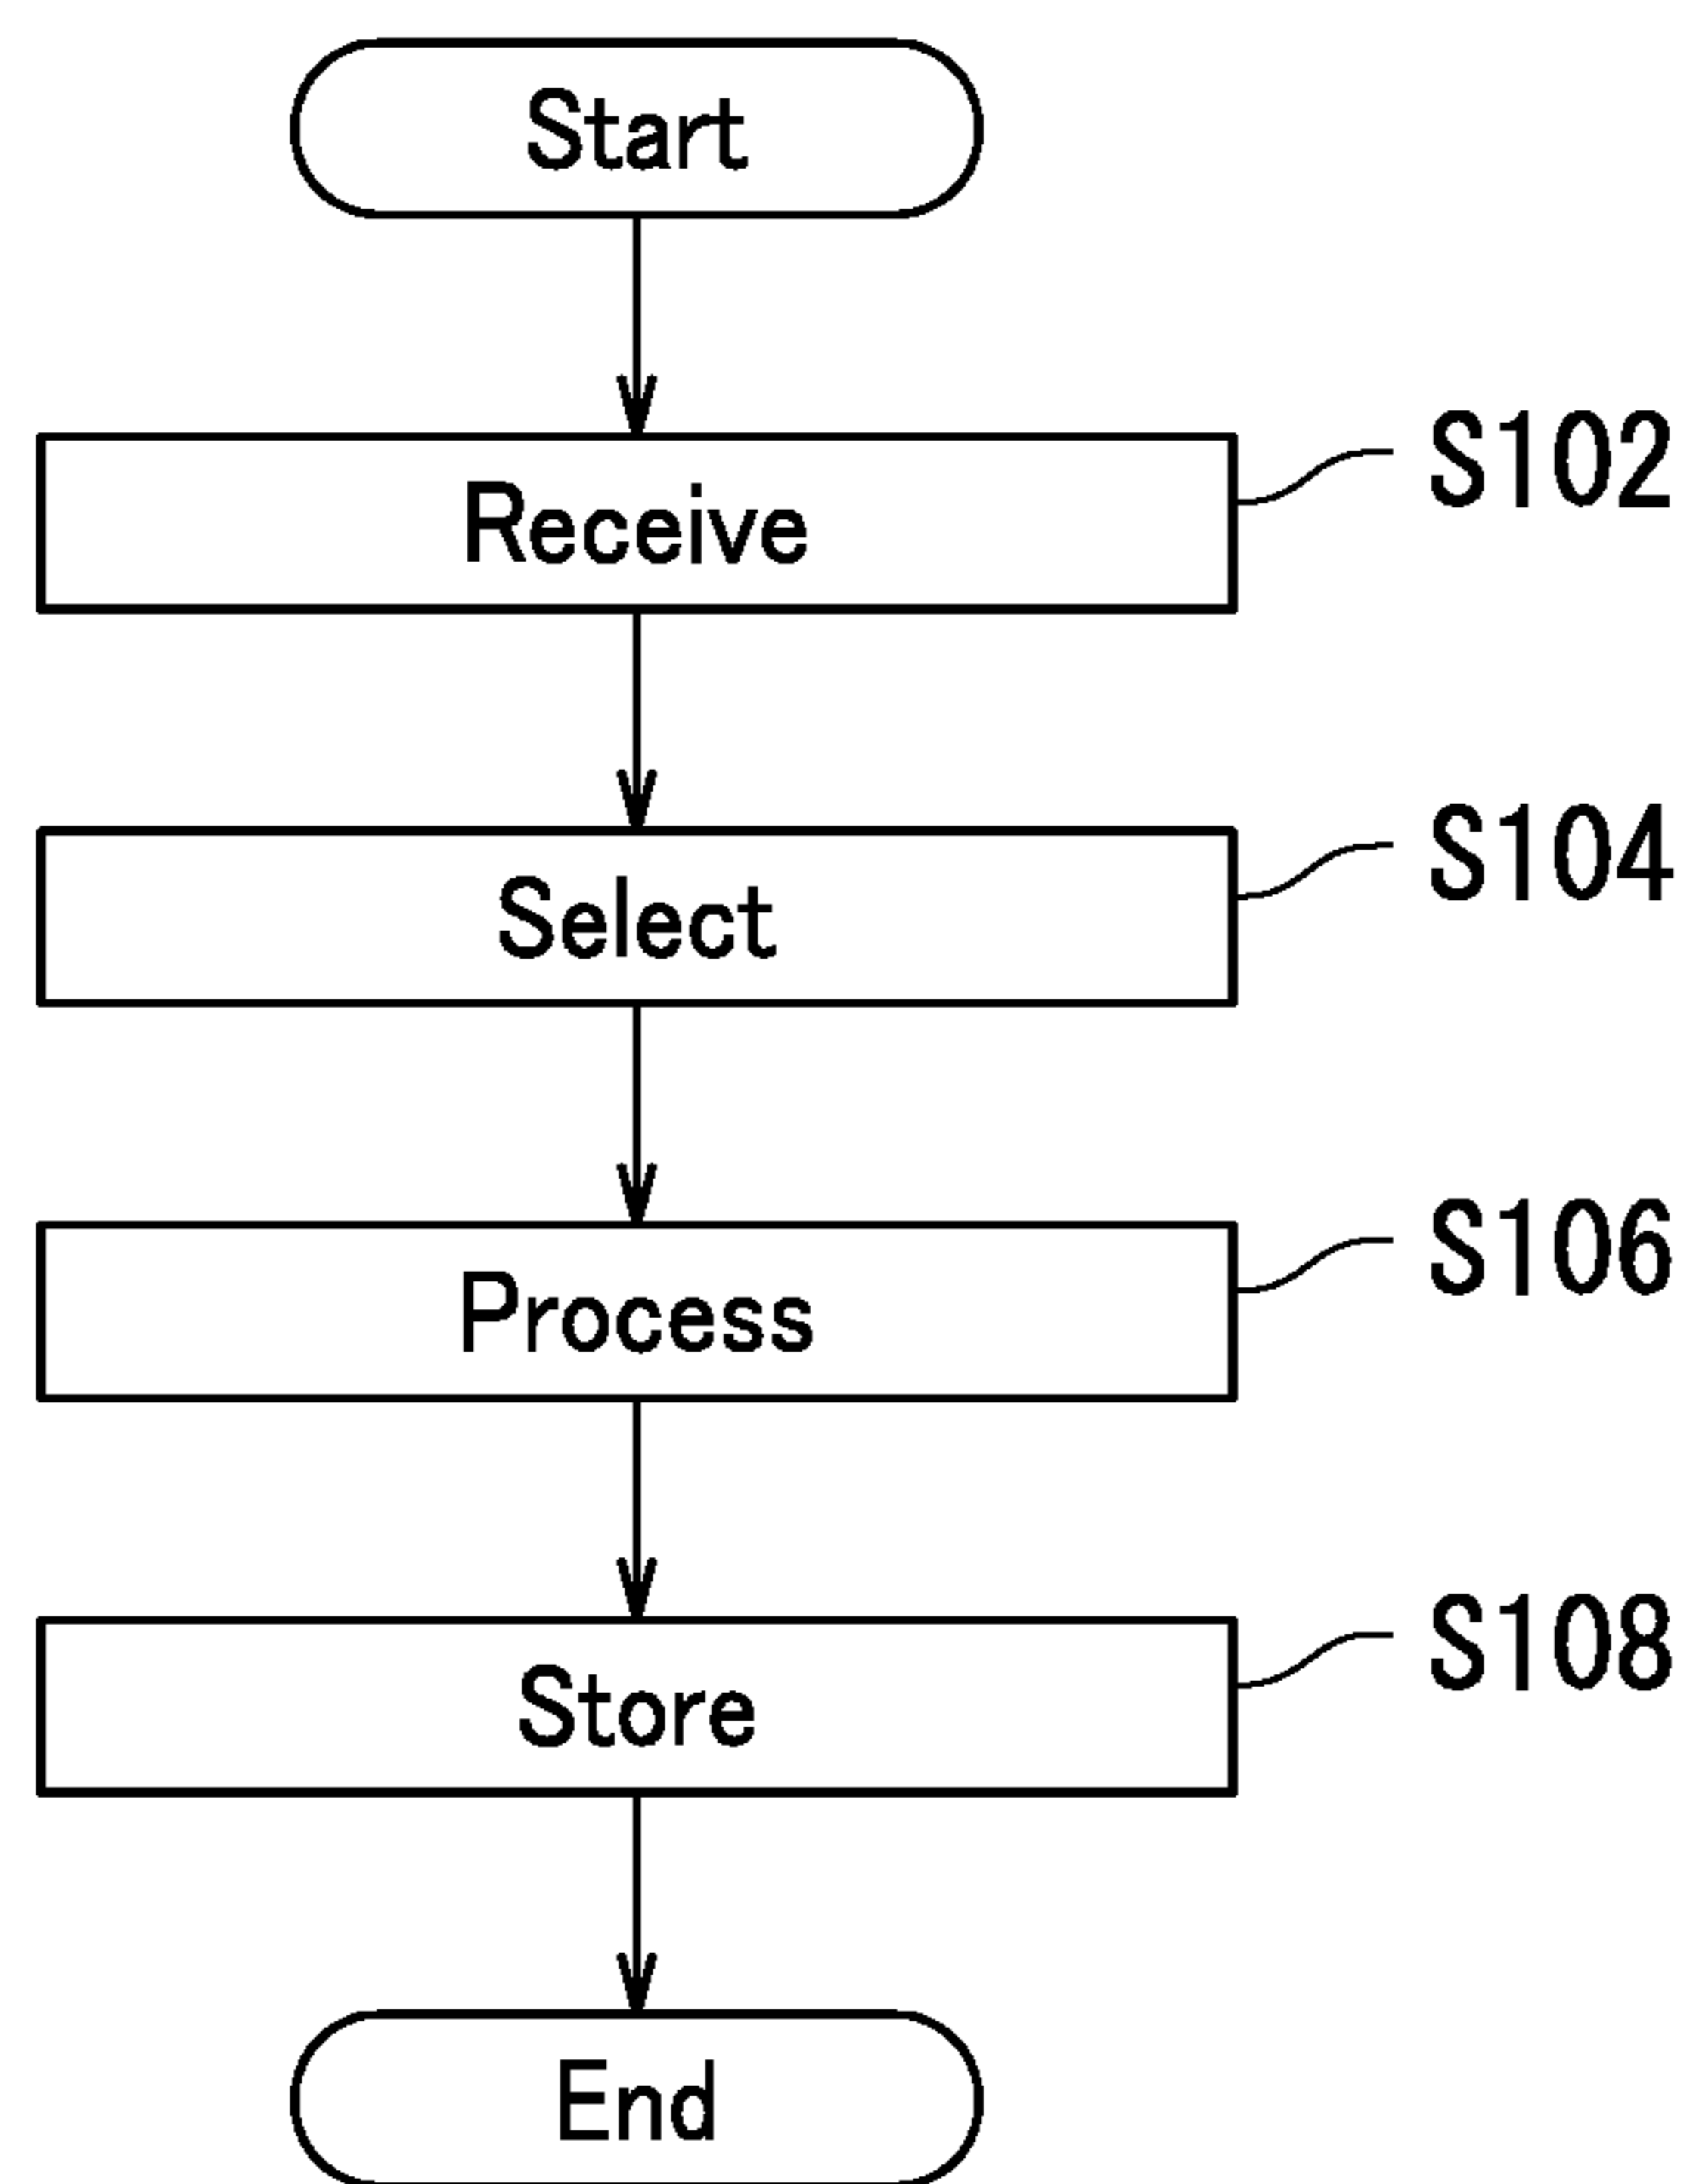 Start
Receive
S102
Select
S104
Process
S106
Store
S108
End